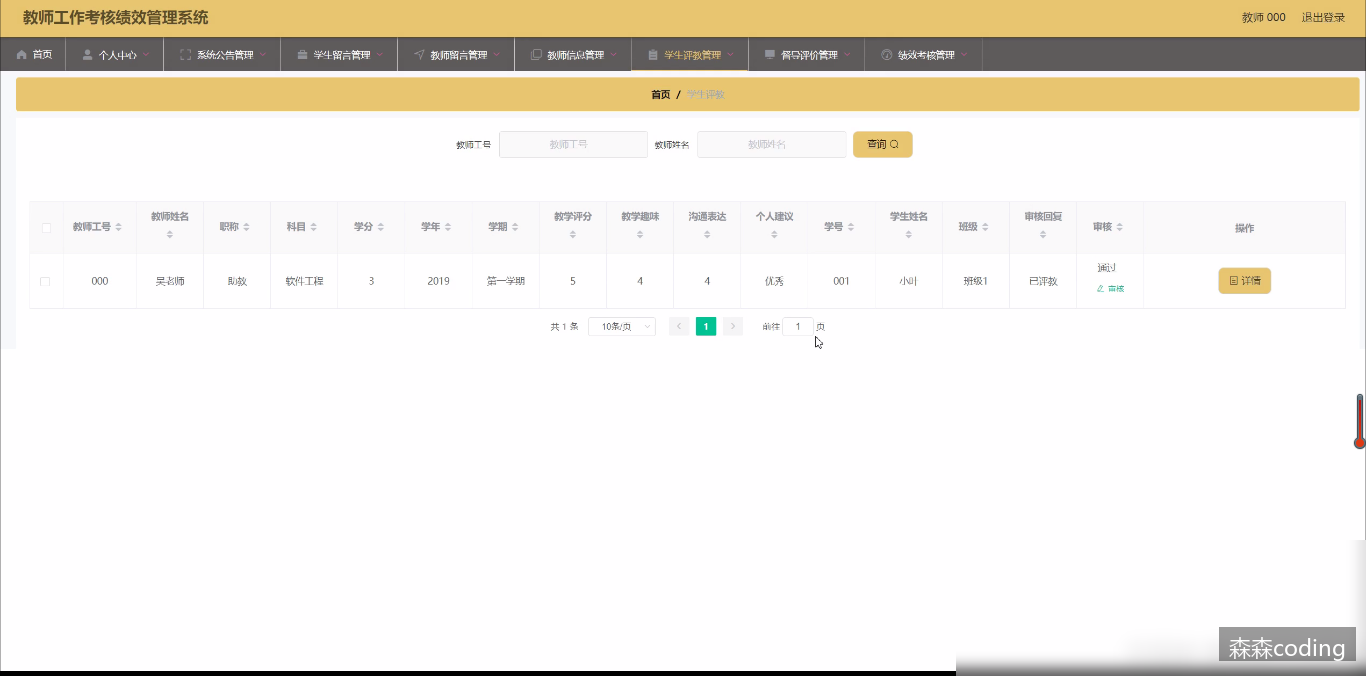 教师工作考核绩效管理系统
教师 000 退出登录
首页 个人中心 系统公告管理 学生留言管理 教师留言管理 教师信息管理 学生评教管理 督导评价管理 绩效考核管理
首页 / 学生评教
教师工号 教师工号 教师姓名 教师姓名 查询
教师工号 教师姓名 职称 科目 学分 学年 学期 教学评分 教学趣味 沟通表达 个人建议 学号 学生姓名 班级 审核回复 审核 操作
000 吴老师 助教 软件工程 3 2019 第一学期 5 4 4 优秀 001 小叶 班级1 已评教 通过 详情
审核
共 1 条 10条/页 1 前往 1 页
森森coding